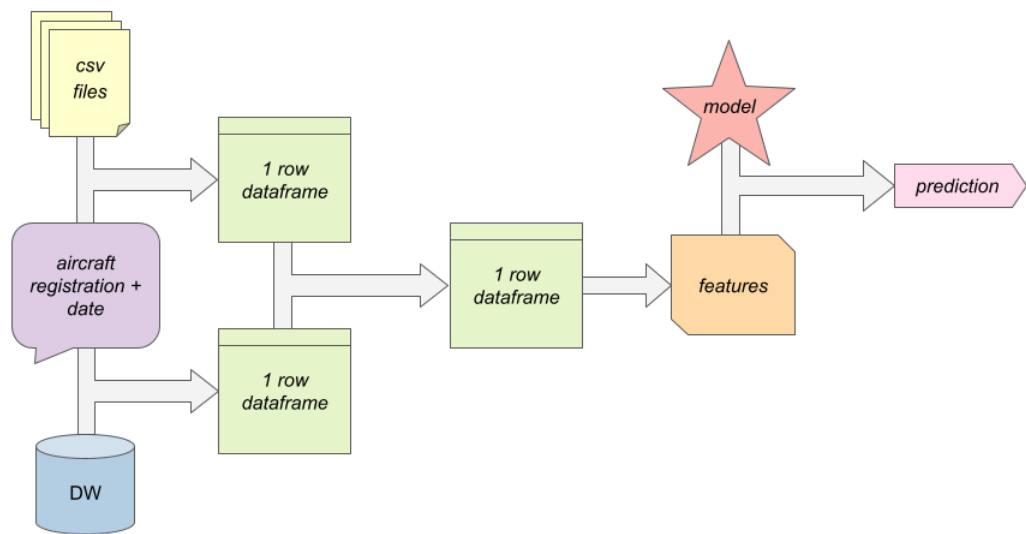 csv
files
1 row
dataframe
aircraft
registration +
date
1 row
dataframe
DW
1 row
dataframe
features
model
prediction